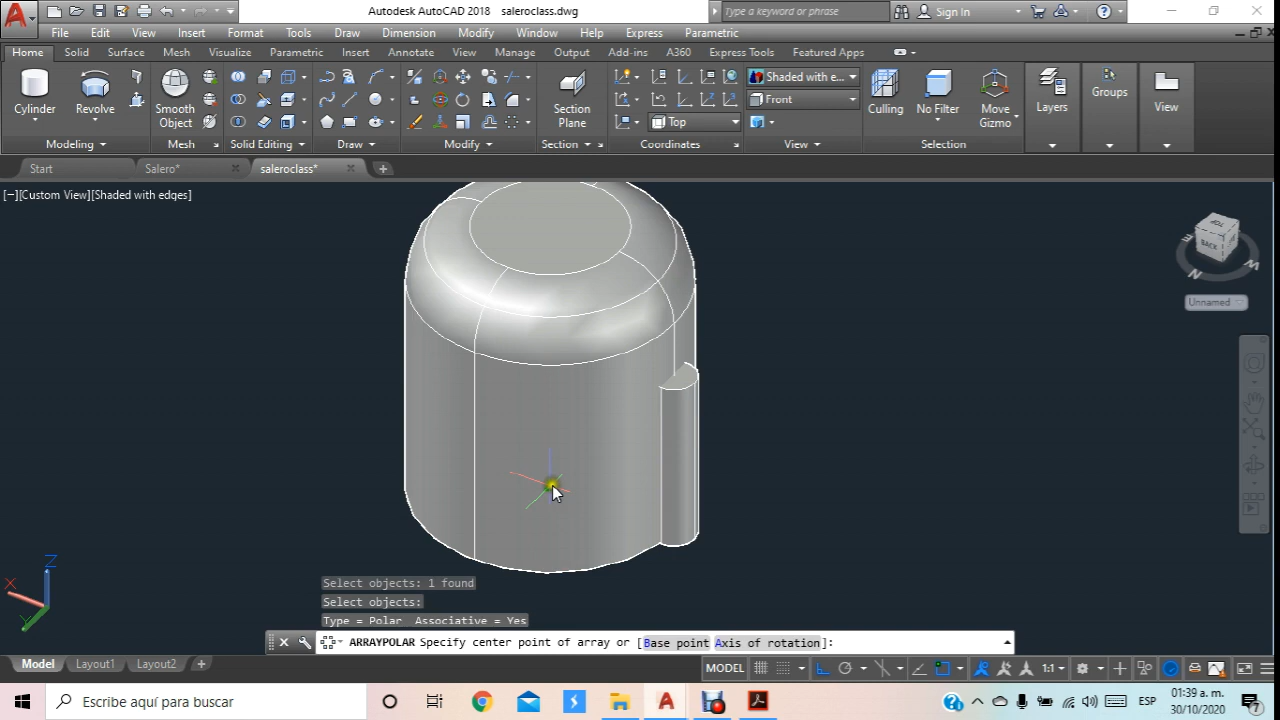 Autodesk AutoCAD 2018 saleroclass.dwg
Type a keyword or phrase
Sign In
File Edit View Insert Format Tools Draw Dimension Modify Window Help Express Parametric
Home Solid Surface Mesh Visualize Parametric Insert Annotate View Manage Output Add-ins A360 Express Tools Featured Apps
Cylinder
Revolve
Smooth
Object
Section
Plane
Shaded with e...
Front
Top
Culling
No Filter
Move
Gizmo
Layers
Groups
View
Modeling Mesh Solid Editing Draw Modify Section Coordinates View Selection
Start Salero* saleroclass*
[−][Custom View][Shaded with edges]
TOP
BACK
E
W
N
Unnamed
Z
X
Y
Select objects: 1 found
Select objects:
Type = Polar Associative = Yes
ARRAYPOLAR Specify center point of array or [Base point Axis of rotation]:
Model Layout1 Layout2
MODEL
1:1
Escribe aquí para buscar
ESP
01:39 a. m.
30/10/2020
7